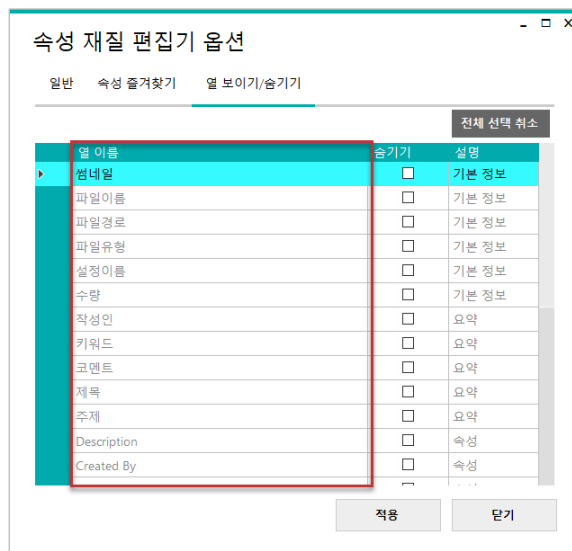 속성 재질 편집기 옵션
일반 속성 즐겨찾기 열 보이기/숨기기
전체 선택 취소
열 이름 숨기기 설명
썸네일 기본 정보
파일이름 기본 정보
파일경로 기본 정보
파일유형 기본 정보
설정이름 기본 정보
수량 기본 정보
작성인 요약
키워드 요약
코멘트 요약
제목 요약
주제 요약
Description 속성
Created By 속성
적용 닫기